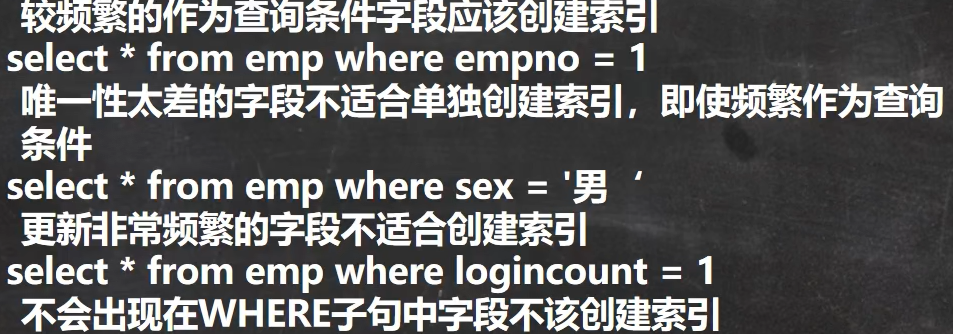 较频繁的作为查询条件字段应该创建索引
select * from emp where empno = 1
唯一性太差的字段不适合单独创建索引，即使频繁作为查询
条件
select * from emp where sex = '男‘
更新非常频繁的字段不适合创建索引
select * from emp where logincount = 1
不会出现在WHERE子句中字段不该创建索引